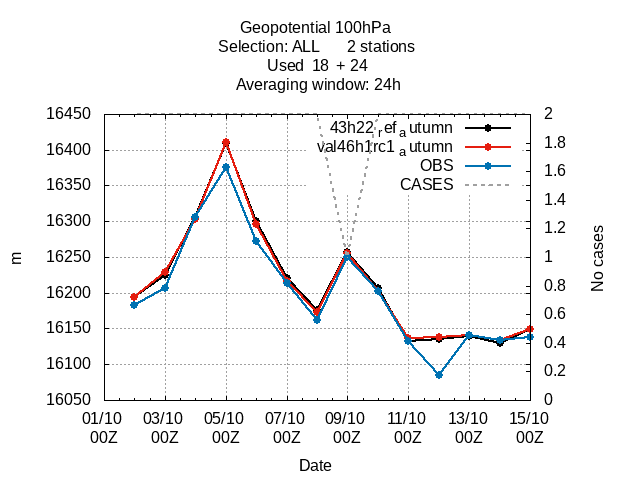 Geopotential 100hPa
Selection: ALL 2 stations
Used 18 + 24
Averaging window: 24h
16450
16400
16350
16300
16250
16200
16150
16100
16050
m
43h22_ref_autumn
val46h1rc1_autumn
OBS
CASES
2
1.8
1.6
1.4
1.2
1
0.8
0.6
0.4
0.2
0
No cases
01/10 03/10 05/10 07/10 09/10 11/10 13/10 15/10
00Z 00Z 00Z 00Z 00Z 00Z 00Z 00Z
Date